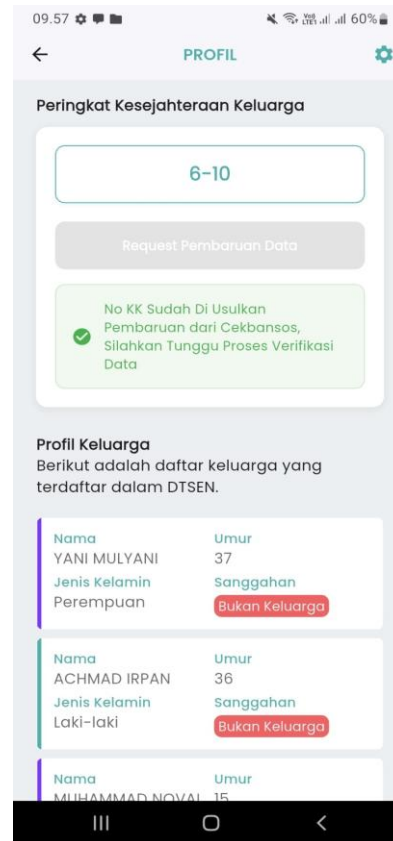 09.57
60%
PROFIL
Peringkat Kesejahteraan Keluarga
6-10
Request Pembaruan Data
No KK Sudah Di Usulkan
Pembaruan dari Cekbansos,
Silahkan Tunggu Proses Verifikasi
Data
Profil Keluarga
Berikut adalah daftar keluarga yang
terdaftar dalam DTSEN.
Nama Umur
YANI MULYANI 37
Jenis Kelamin Sanggahan
Perempuan Bukan Keluarga
Nama Umur
ACHMAD IRPAN 36
Jenis Kelamin Sanggahan
Laki-laki Bukan Keluarga
Nama Umur
MUHAMMAD NOVAL 15